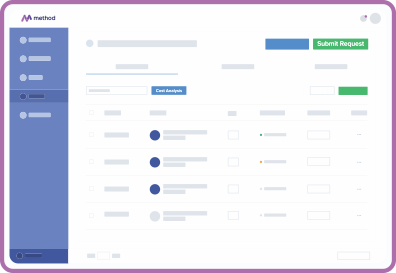 method
Submit Request
Cost Analysis